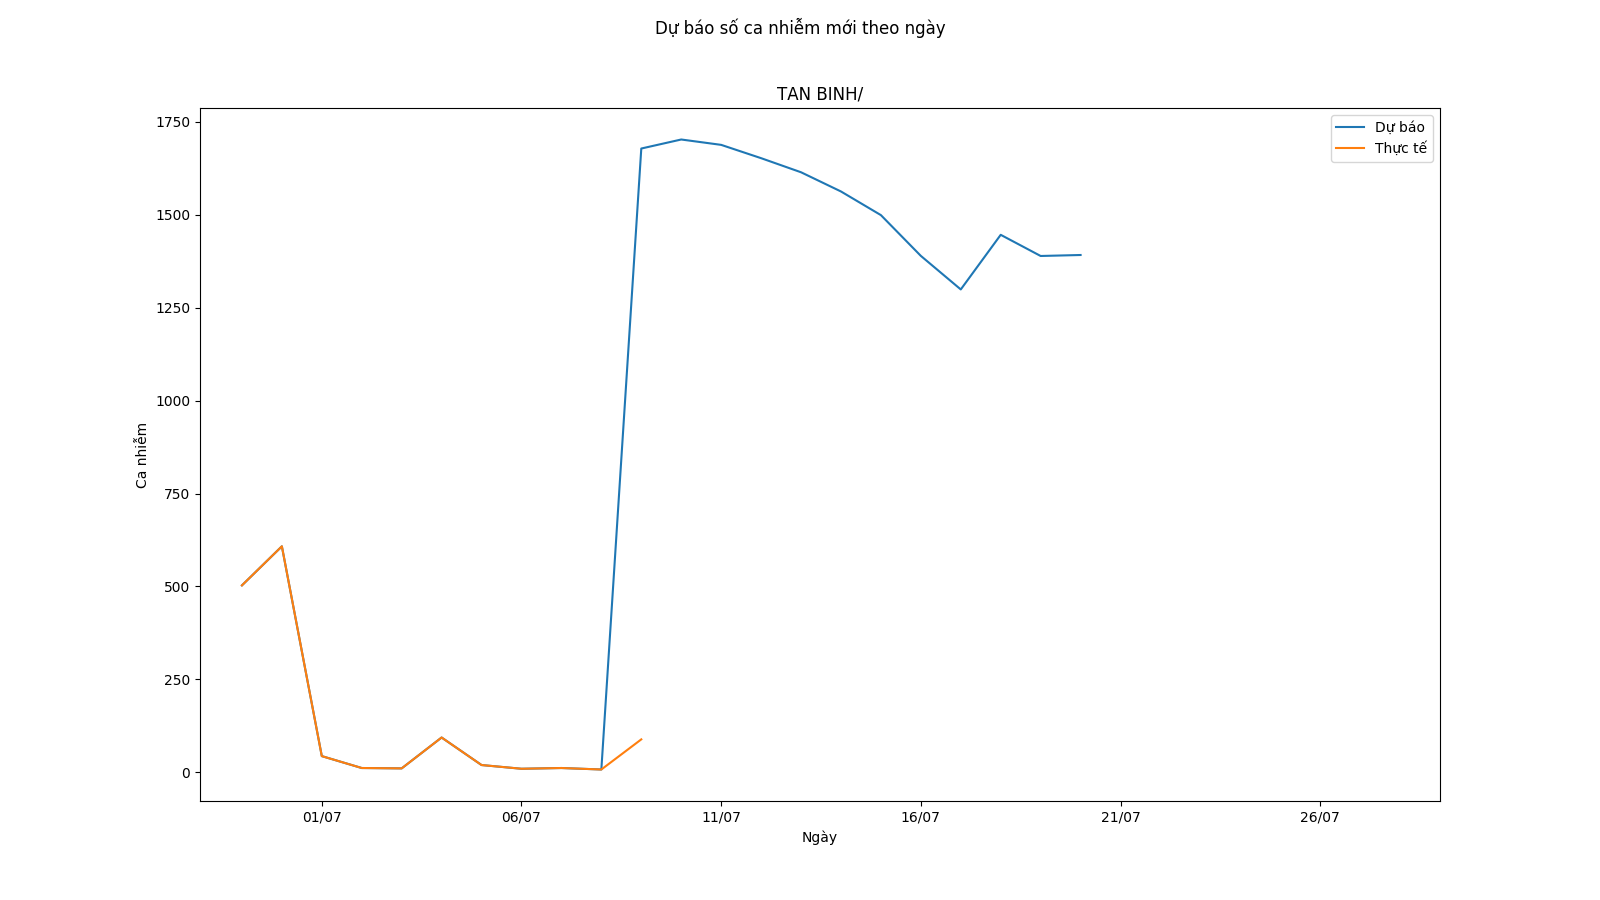 Dự báo số ca nhiễm mới theo ngày
TAN BINH/
1750
1500
1250
1000
750
500
250
0
Ca nhiễm
Dự báo
Thực tế
01/07
06/07
11/07
16/07
21/07
26/07
Ngày